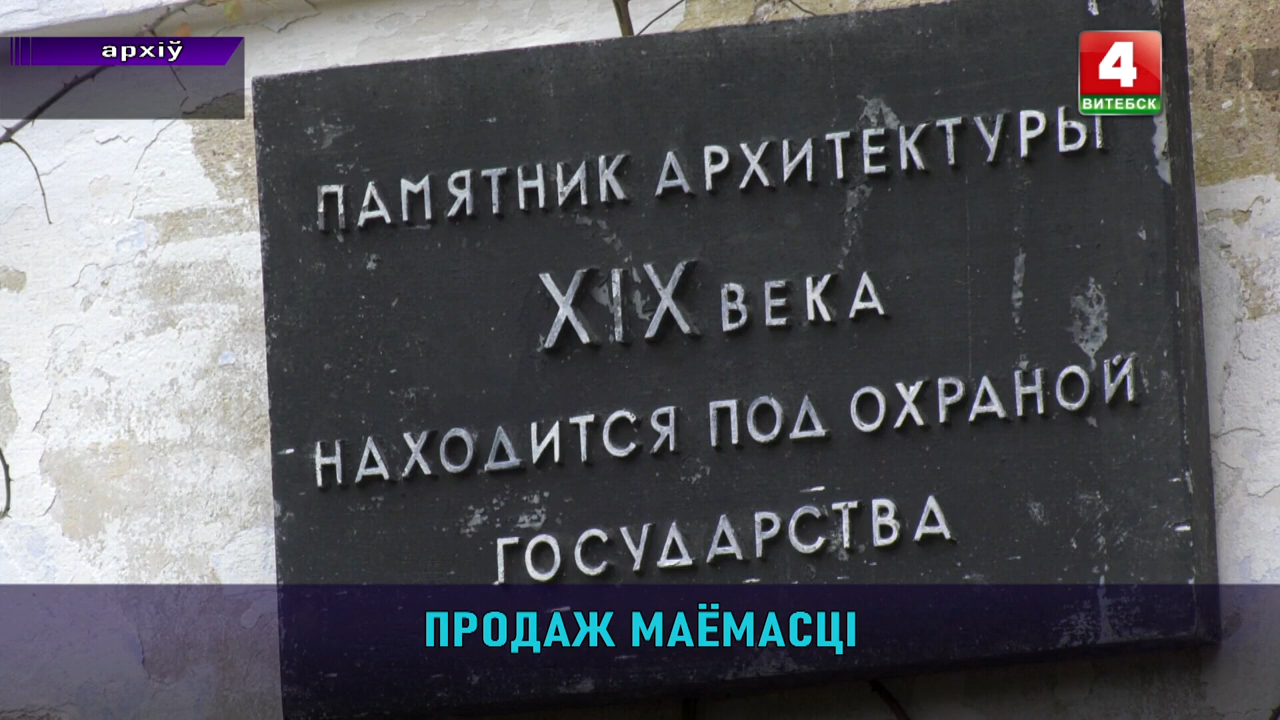 архіў
4
ВИТЕБСК
ПАМЯТНИК АРХИТЕКТУРЫ
XIX ВЕКА
НАХОДИТСЯ ПОД ОХРАНОЙ
ГОСУДАРСТВА
ПРОДАЖ МАЁМАСЦІ